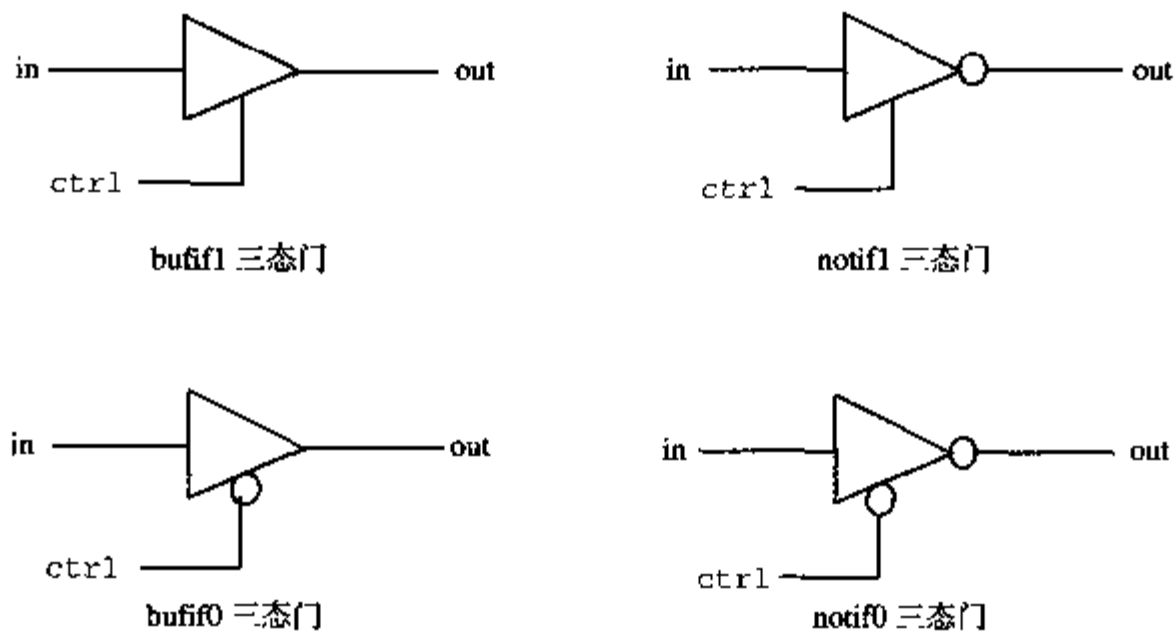 in
out
ctrl
bufif1 三态门
in
out
ctrl
notif1 三态门
in
out
ctrl
bufif0 三态门
in
out
ctrl
notif0 三态门